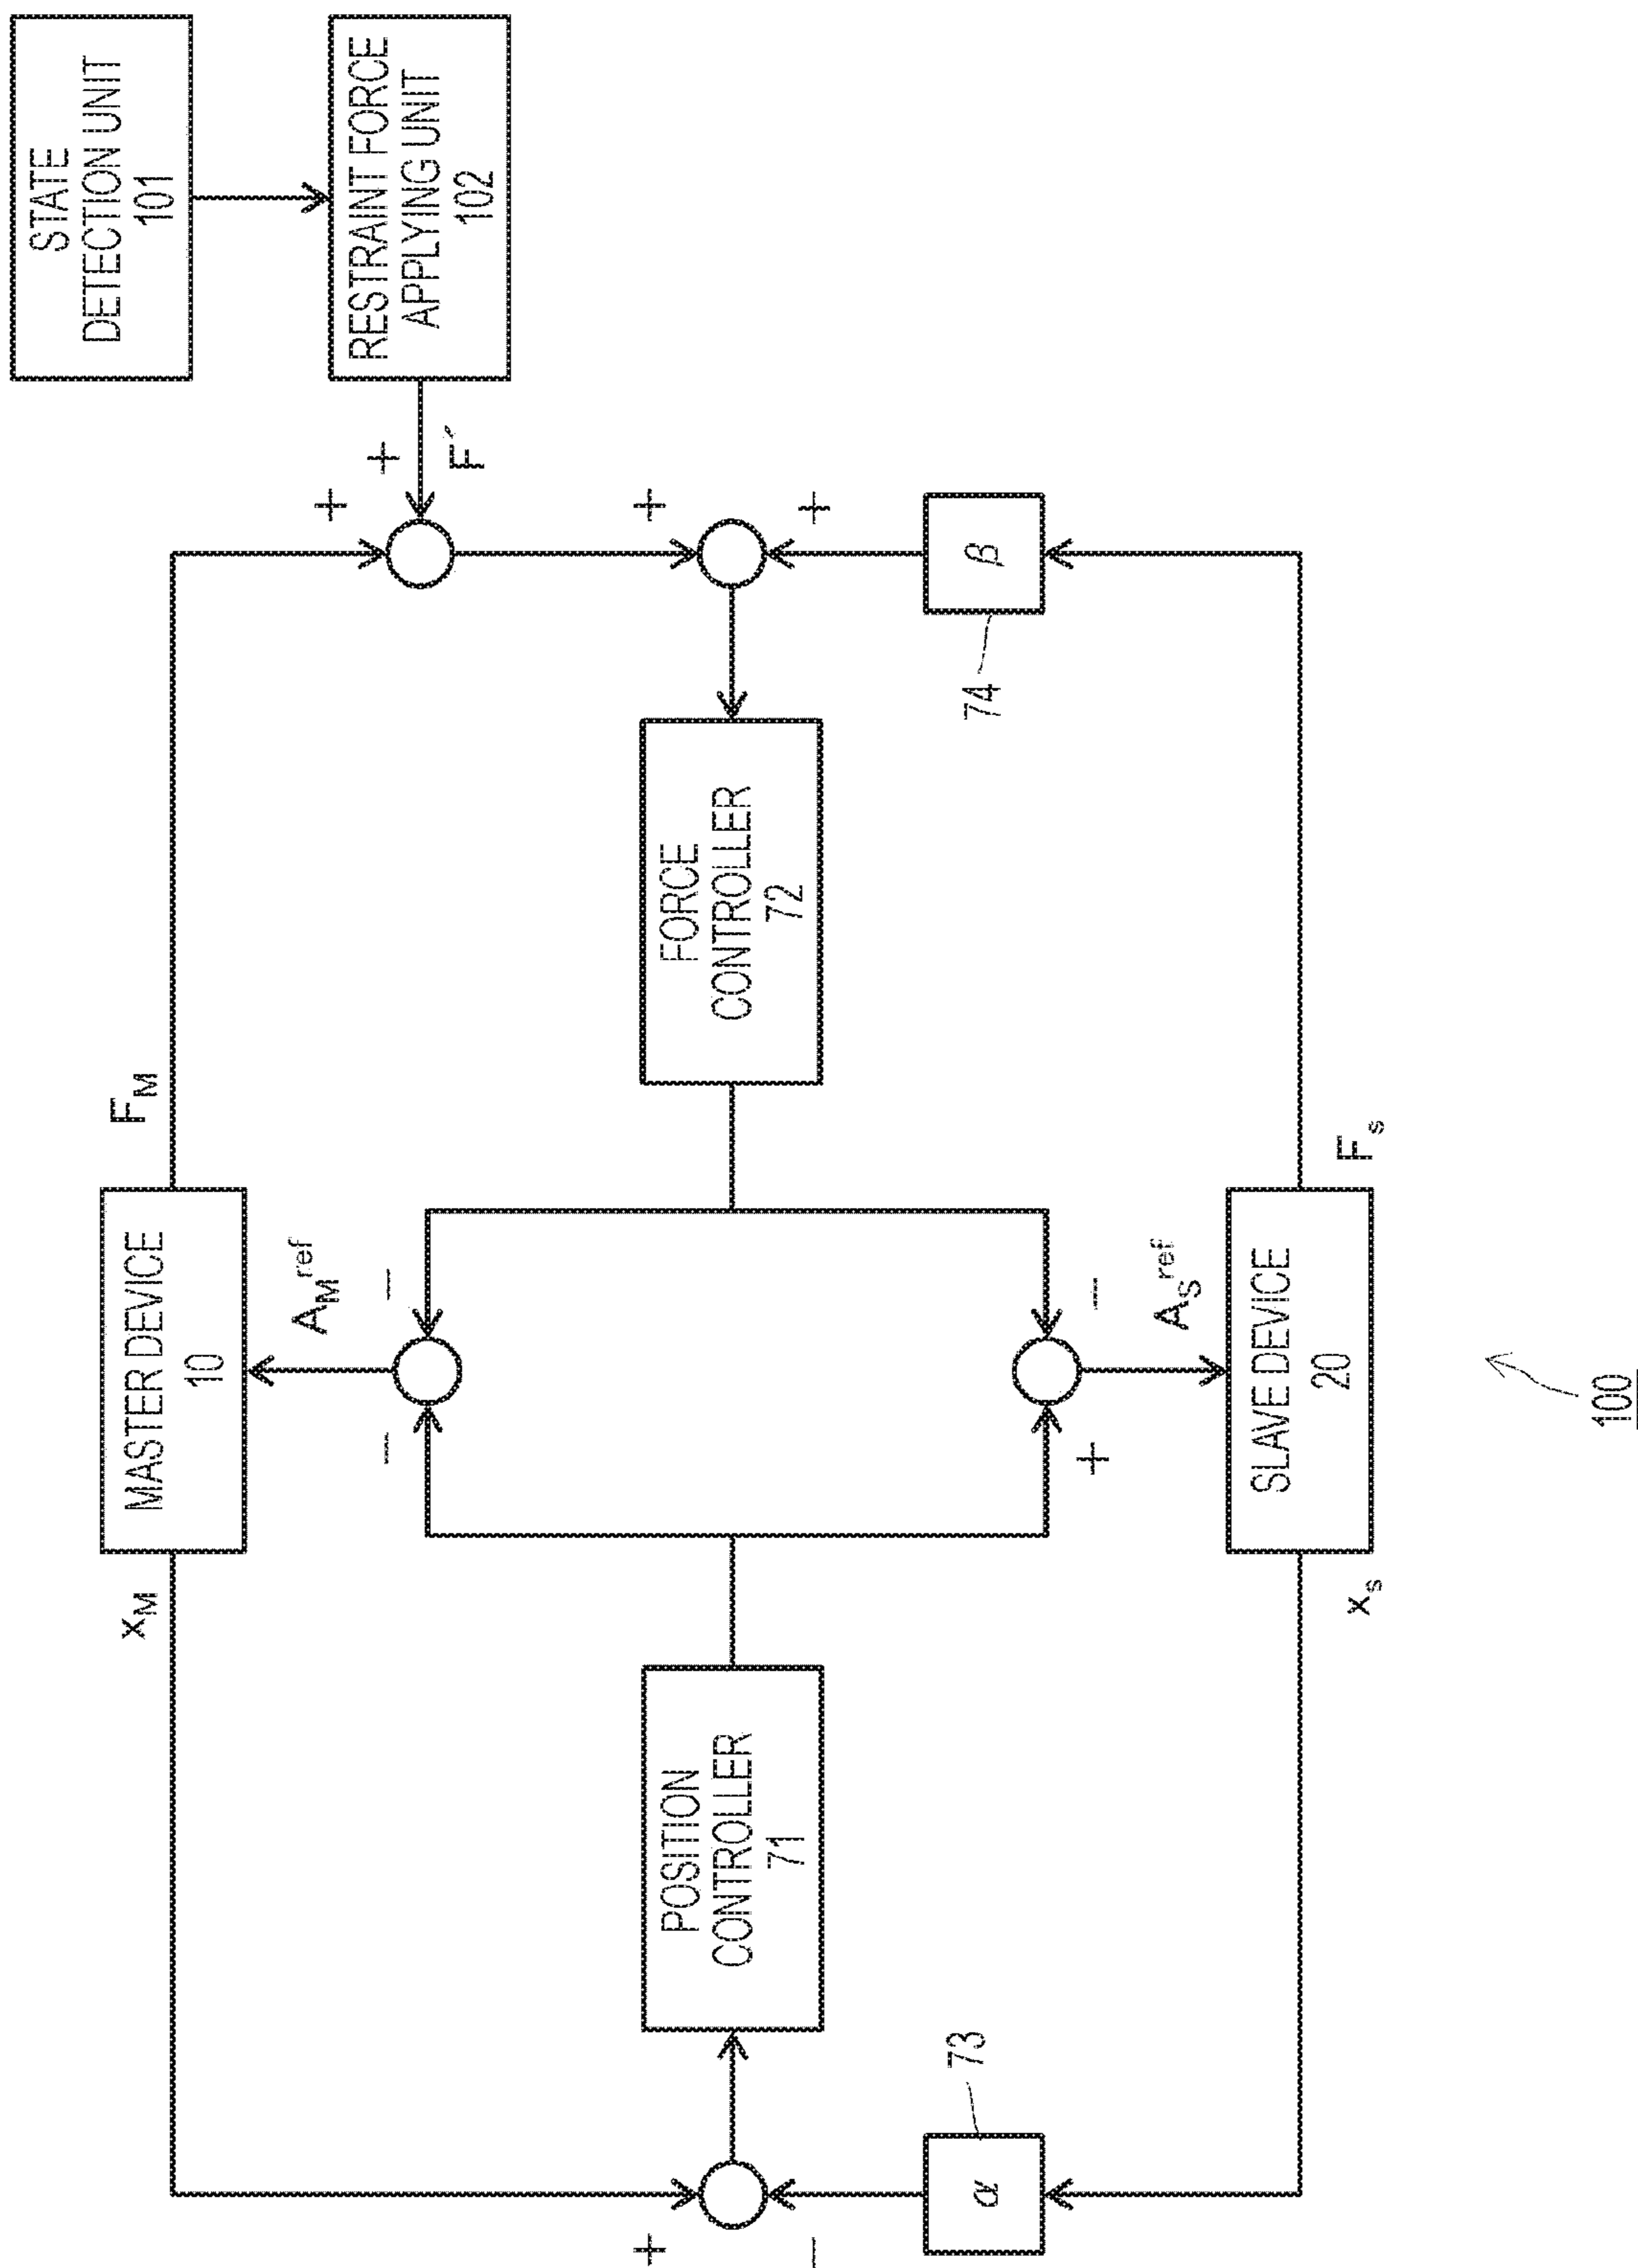 STATE
DETECTION UNIT
101
RESTRAINT FORCE
APPLYING UNIT
102
+
F´
+
MASTER DEVICE
10
x_M
F_M
A_M^ref
−
−
+
+
POSITION
CONTROLLER
71
FORCE
CONTROLLER
72
+
−
α
73
β
74
+
−
A_S^ref
SLAVE DEVICE
20
x_s
F_s
100